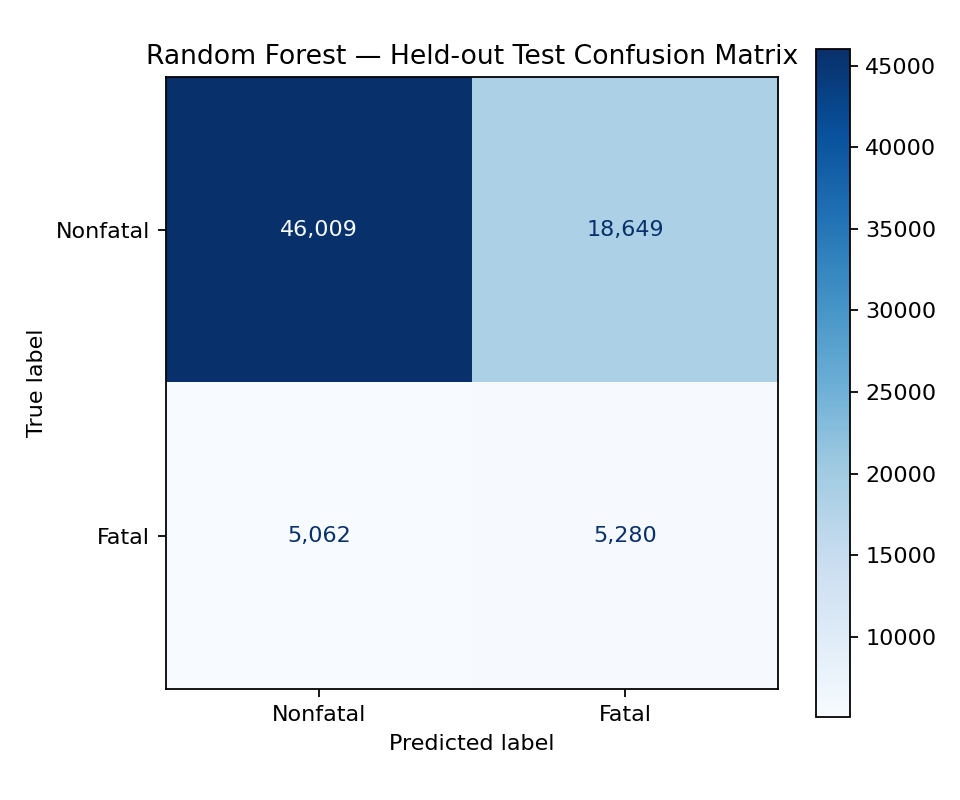 Random Forest — Held-out Test Confusion Matrix
True label
Nonfatal
Fatal
46,009
18,649
5,062
5,280
Nonfatal
Fatal
Predicted label
45000
40000
35000
30000
25000
20000
15000
10000